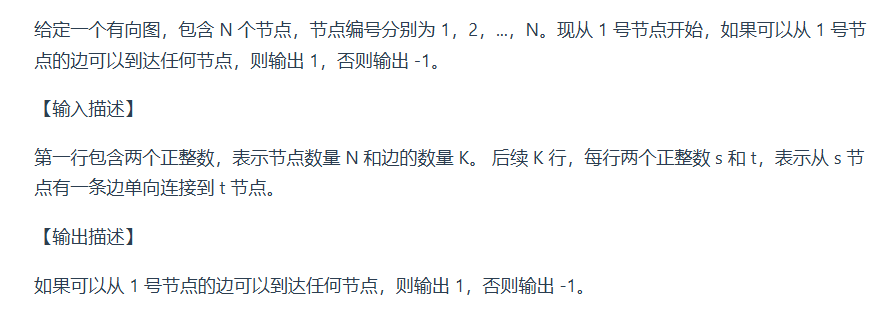 给定一个有向图，包含 N 个节点，节点编号分别为 1，2，...，N。现从 1 号节点开始，如果可以从 1 号节
点的边可以到达任何节点，则输出 1，否则输出 -1。
【输入描述】
第一行包含两个正整数，表示节点数量 N 和边的数量 K。 后续 K 行，每行两个正整数 s 和 t，表示从 s 节
点有一条边单向连接到 t 节点。
【输出描述】
如果可以从 1 号节点的边可以到达任何节点，则输出 1，否则输出 -1。